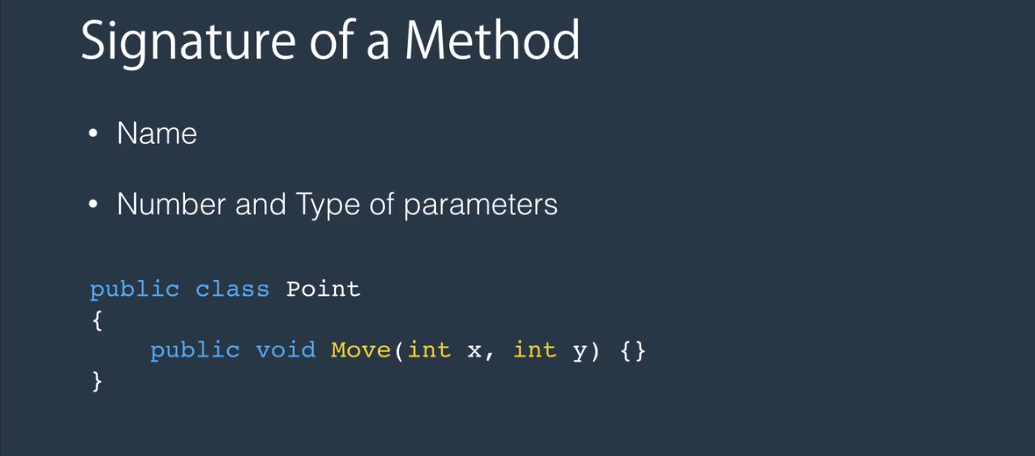 Signature of a Method
• Name
• Number and Type of parameters
public class Point
{
    public void Move(int x, int y) {}
}